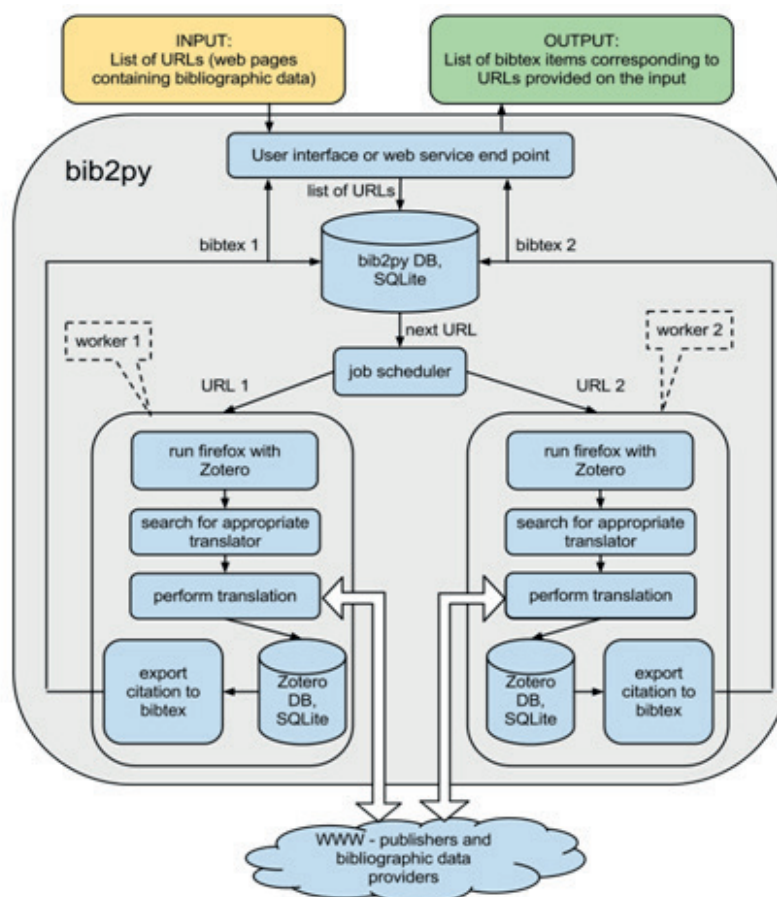 INPUT:
List of URLs (web pages
containing bibliographic data)
OUTPUT:
List of bibtex items corresponding to
URLs provided on the input
bib2py
User interface or web service end point
list of URLs
bibtex 1
bibtex 2
bib2py DB,
SQLite
next URL
worker 1
worker 2
job scheduler
URL 1
URL 2
run firefox with
Zotero
search for appropriate
translator
perform translation
export
citation to
bibtex
Zotero
DB,
SQLite
run firefox with
Zotero
search for appropriate
translator
perform translation
Zotero
DB,
SQLite
export
citation to
bibtex
WWW - publishers and
bibliographic data
providers